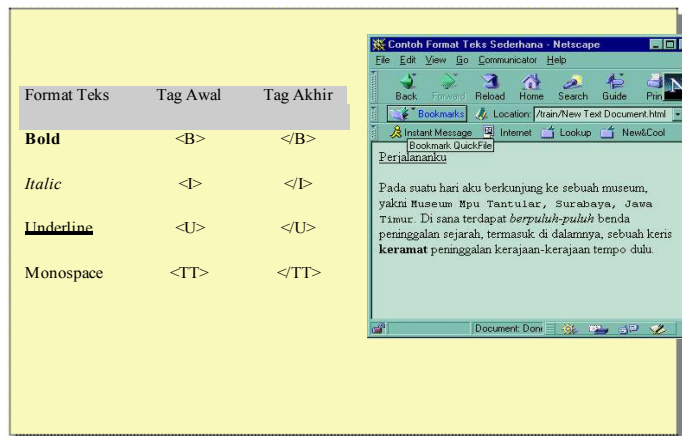 Format Teks Tag Awal Tag Akhir
Bold <B> </B>
Italic <I> </I>
Underline <U> </U>
Monospace <TT> </TT>
Contoh Format Teks Sederhana - Netscape
File Edit View Go Communicator Help
Back Forward Reload Home Search Guide Prin
Bookmarks Location: /train/New Text Document.html
Instant Message Internet Lookup New&Cool
Bookmark QuickFile
Perjalananku
Pada suatu hari aku berkunjung ke sebuah museum,
yakni Museum Mpu Tantular, Surabaya, Jawa
Timur. Di sana terdapat berpuluh-puluh benda
peninggalan sejarah, termasuk di dalamnya, sebuah keris
keramat peninggalan kerajaan-kerajaan tempo dulu.
Document: Done